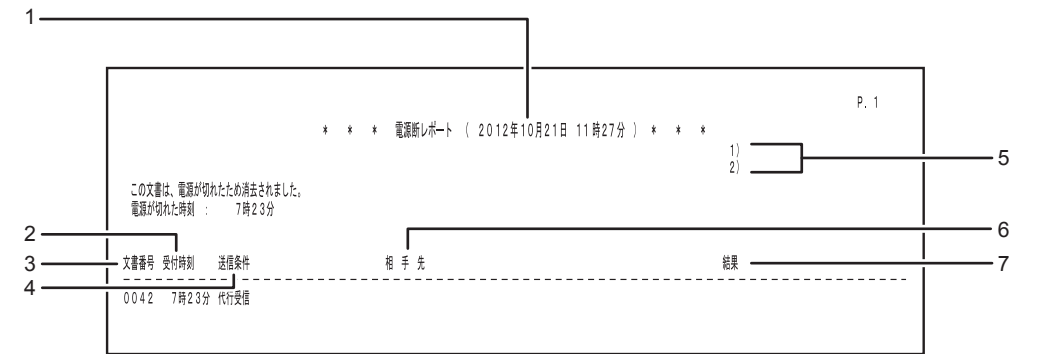 1
P. 1
* * * 電源断レポート ( 2012年10月21日 11時27分 ) * * *
1)
2)
5
この文書は、電源が切れたため消去されました。
電源が切れた時刻 : 7時23分
2
6
3
文書番号 受付時刻 送信条件 相 手 先 結果
7
4
0042 7時23分 代行受信